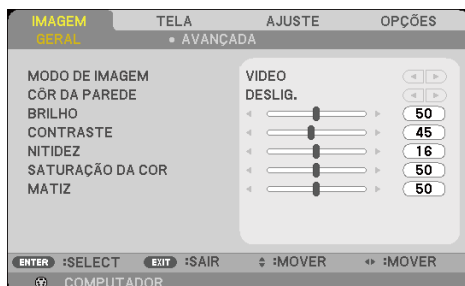 IMAGEM TELA AJUSTE OPÇÕES
GERAL • AVANÇADA
MODO DE IMAGEM VIDEO
CÔR DA PAREDE DESLIG.
BRILHO 50
CONTRASTE 45
NITIDEZ 16
SATURAÇÃO DA COR 50
MATIZ 50
ENTER :SELECT EXIT :SAIR :MOVER :MOVER
COMPUTADOR